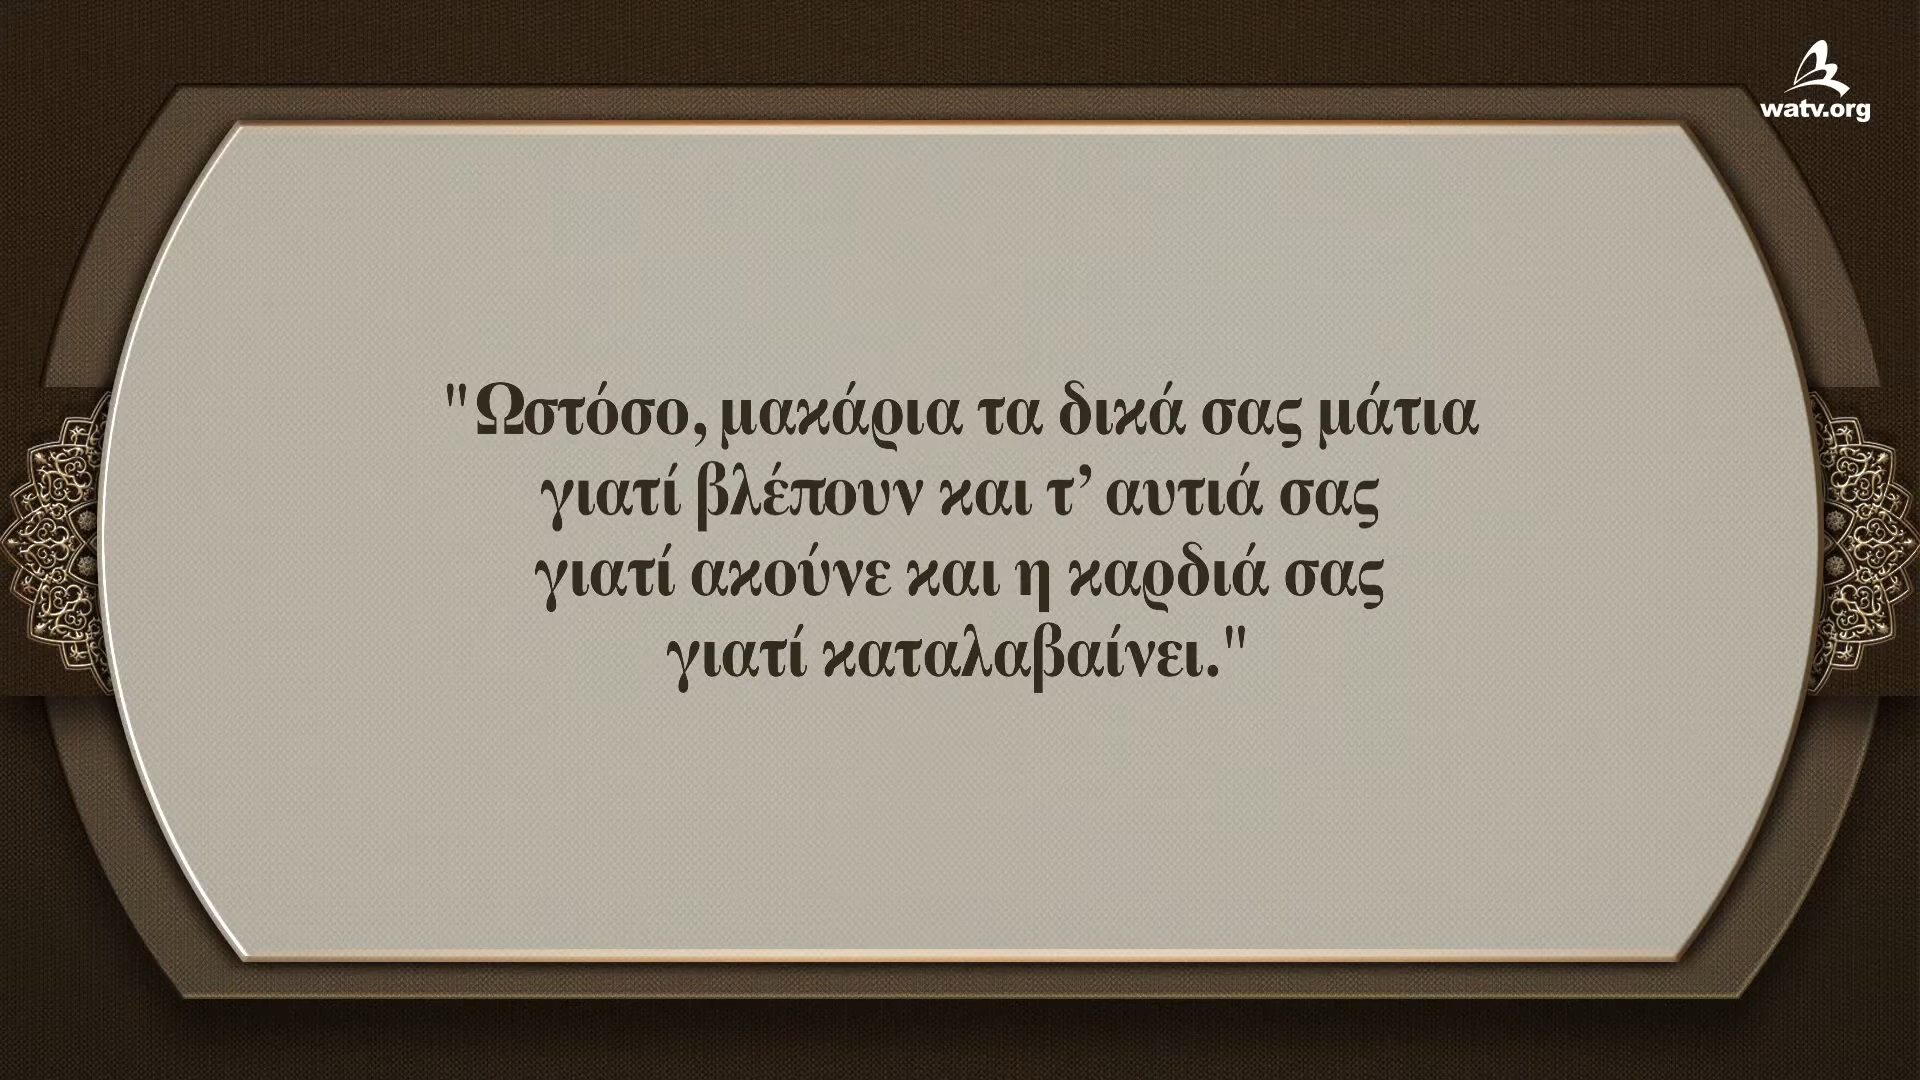 watv.org
"Ωστόσο, μακάρια τα δικά σας μάτια
γιατί βλέπουν και τ’ αυτιά σας
γιατί ακούνε και η καρδιά σας
γιατί καταλαβαίνει."